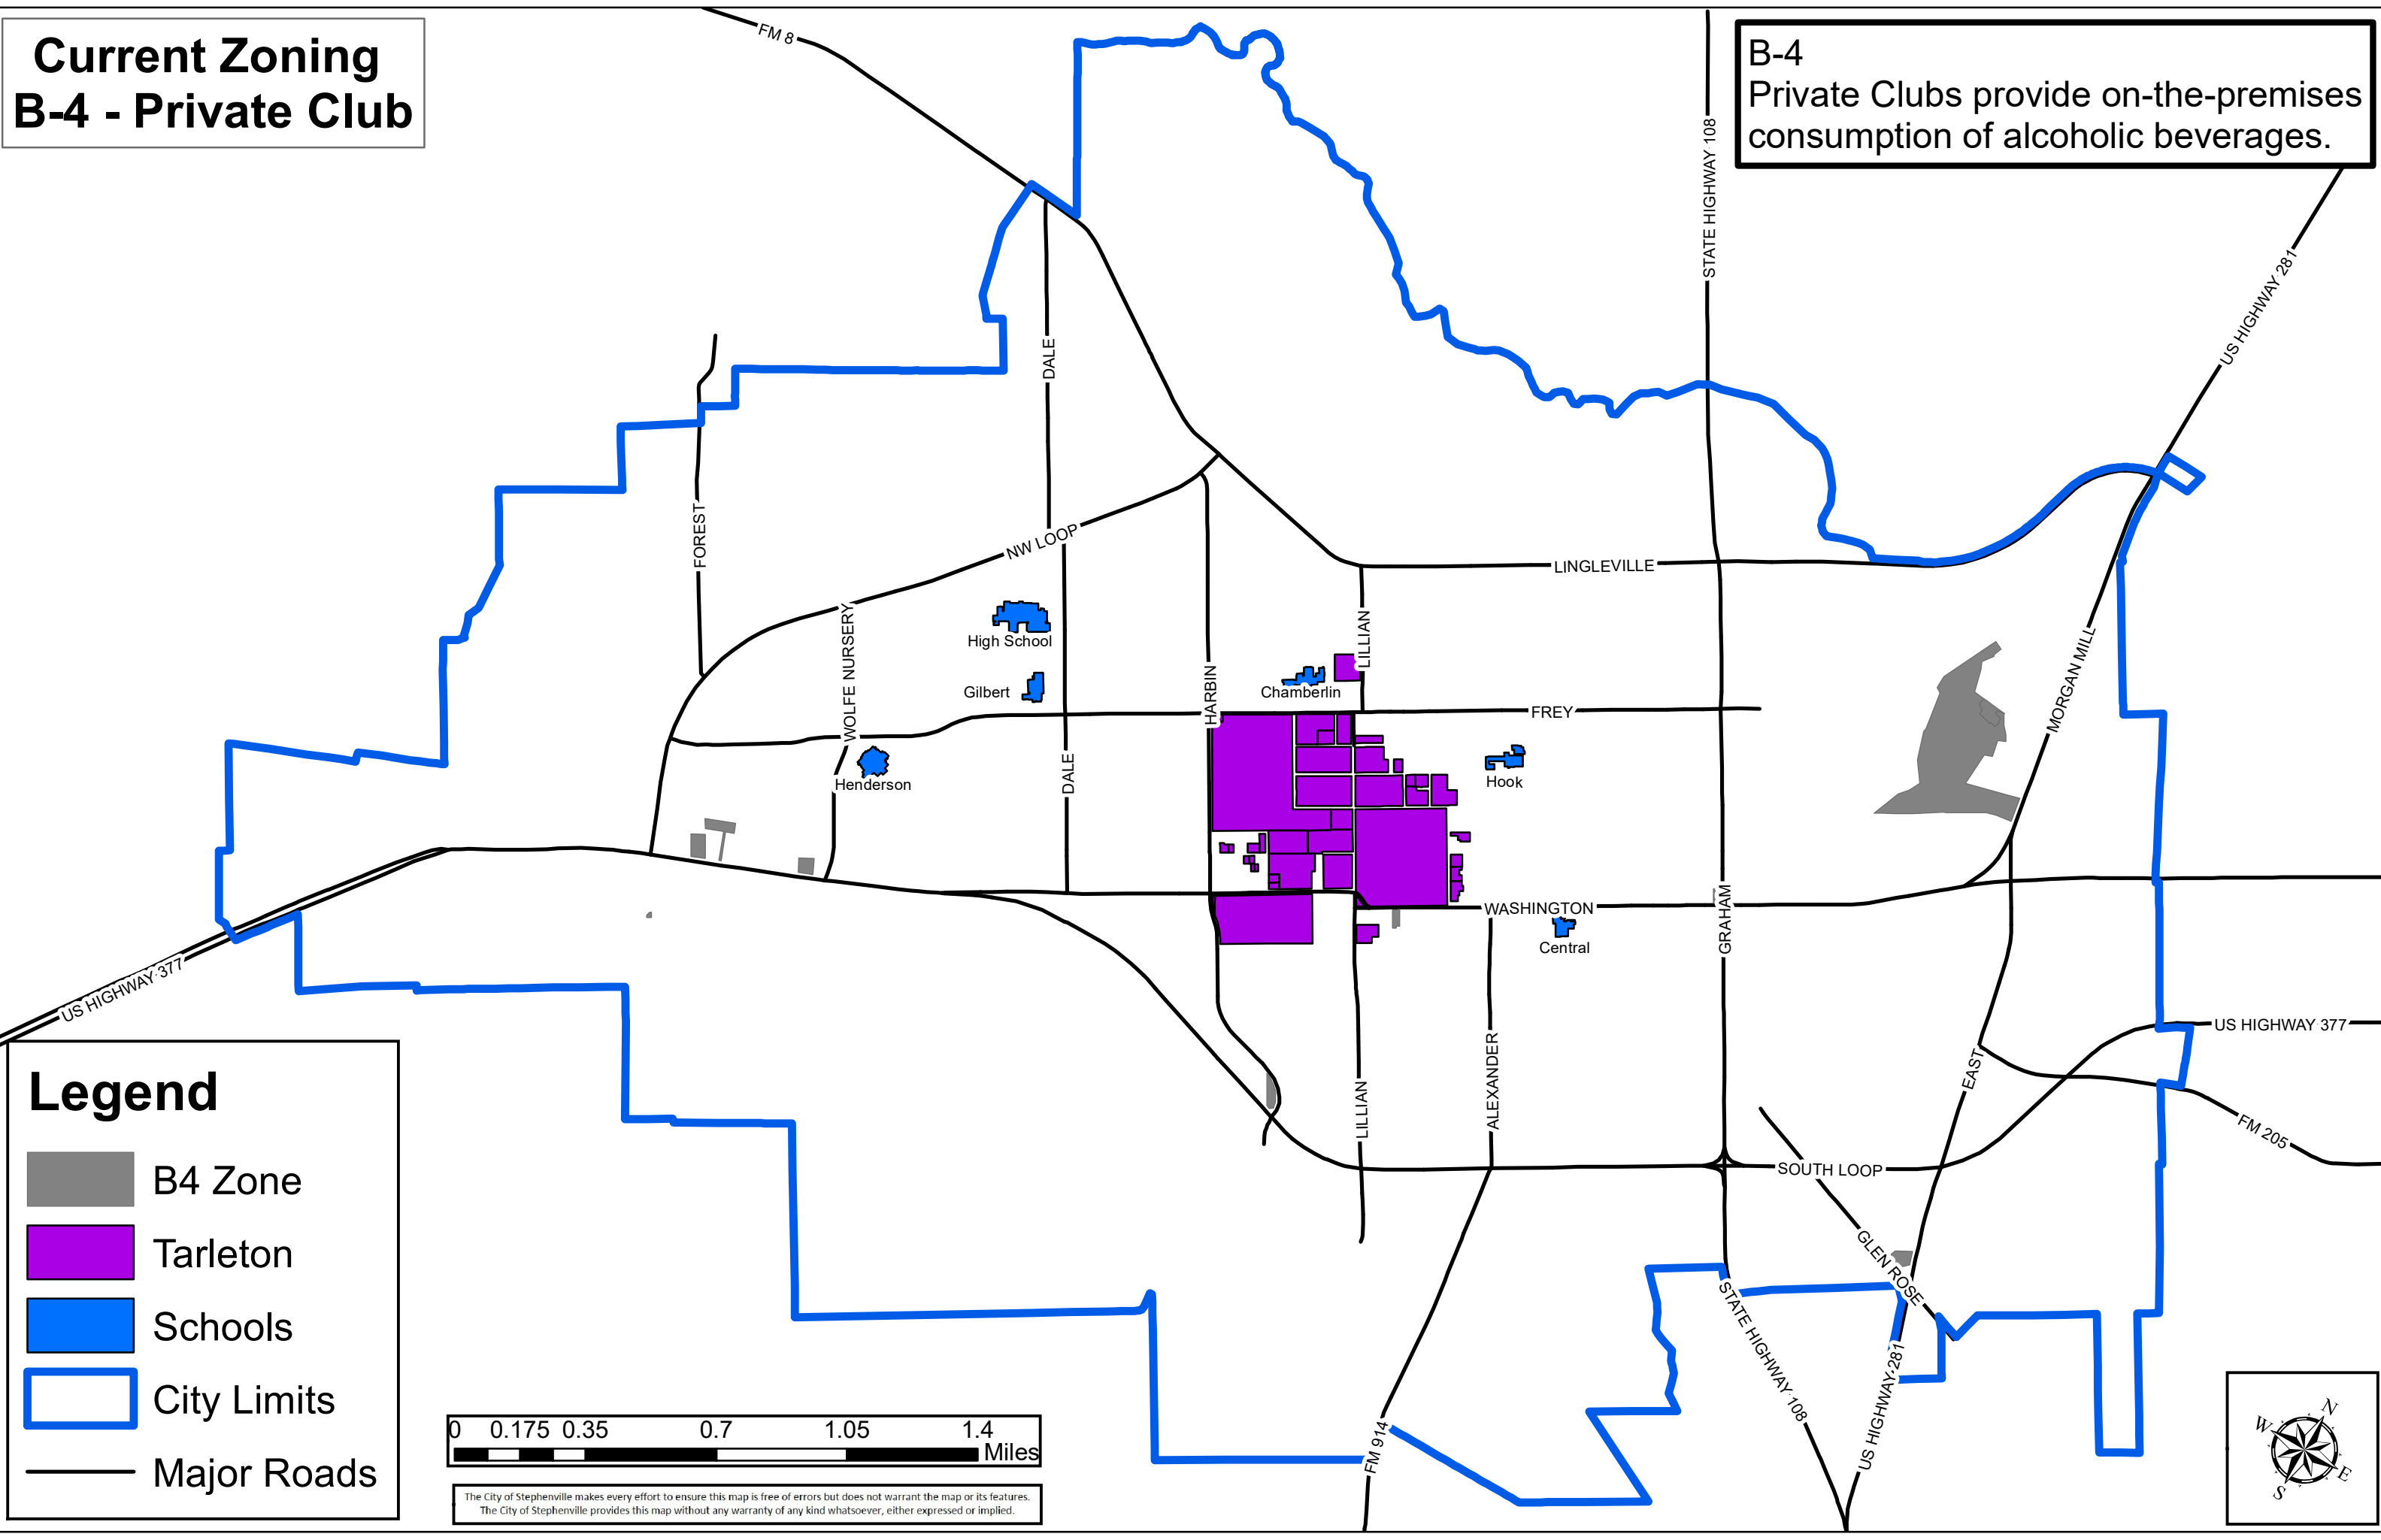 Current Zoning
B-4 - Private Club
B-4
Private Clubs provide on-the-premises
consumption of alcoholic beverages.
FM 8
STATE HIGHWAY 108
US HIGHWAY 281
DALE
FOREST
NW LOOP
LINGLEVILLE
WOLFE NURSERY
High School
LILLIAN
MORGAN MILL
Gilbert
HARBIN
Chamberlin
FREY
Henderson
DALE
Hook
WASHINGTON
GRAHAM
Central
US HIGHWAY 377
US HIGHWAY 377
LILLIAN
ALEXANDER
EAST
FM 205
SOUTH LOOP
GLEN ROSE
STATE HIGHWAY 108
US HIGHWAY 281
FM 914
Legend
B4 Zone
Tarleton
Schools
City Limits
Major Roads
0 0.175 0.35 0.7 1.05 1.4
Miles
The City of Stephenville makes every effort to ensure this map is free of errors but does not warrant the map or its features.
The City of Stephenville provides this map without any warranty of any kind whatsoever, either expressed or implied.
N
W
E
S